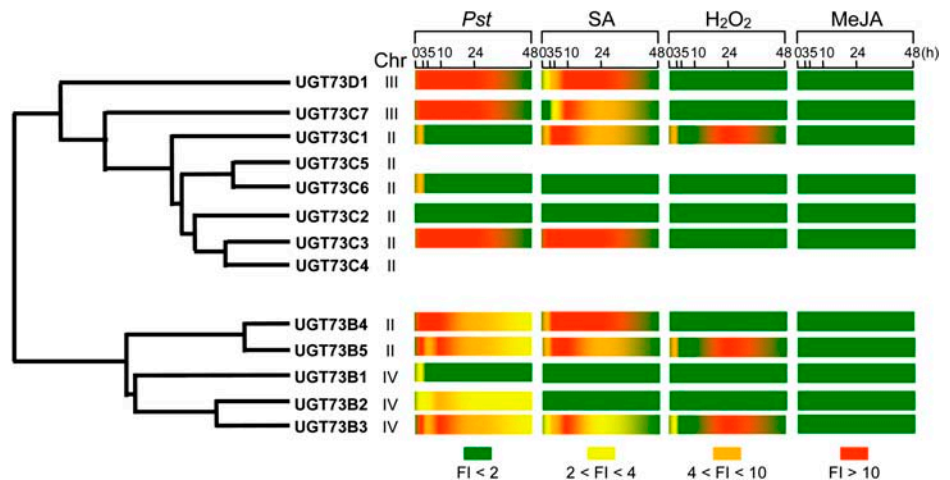 Pst SA H₂O₂ MeJA
Chr 0 3 5 10 24 48 0 3 5 10 24 48 0 3 5 10 24 48 0 3 5 10 24 48 (h)
UGT73D1 III
UGT73C7 III
UGT73C1 II
UGT73C5 II
UGT73C6 II
UGT73C2 II
UGT73C3 II
UGT73C4 II
UGT73B4 II
UGT73B5 II
UGT73B1 IV
UGT73B2 IV
UGT73B3 IV
FI < 2 2 < FI < 4 4 < FI < 10 FI > 10